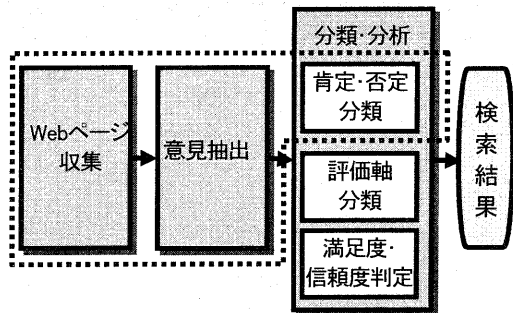 Webページ
収集
意見抽出
分類・分析
肯定・否定
分類
評価軸
分類
満足度・
信頼度判定
検索結果